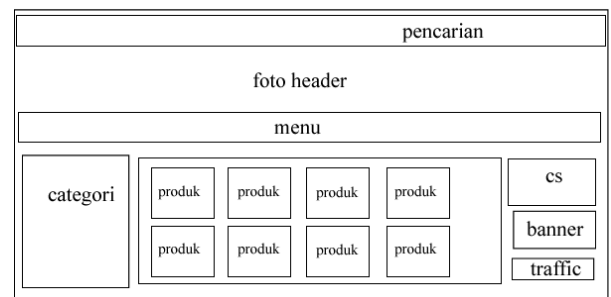 pencarian
foto header
menu
categori
produk produk produk produk
produk produk produk produk
cs
banner
traffic